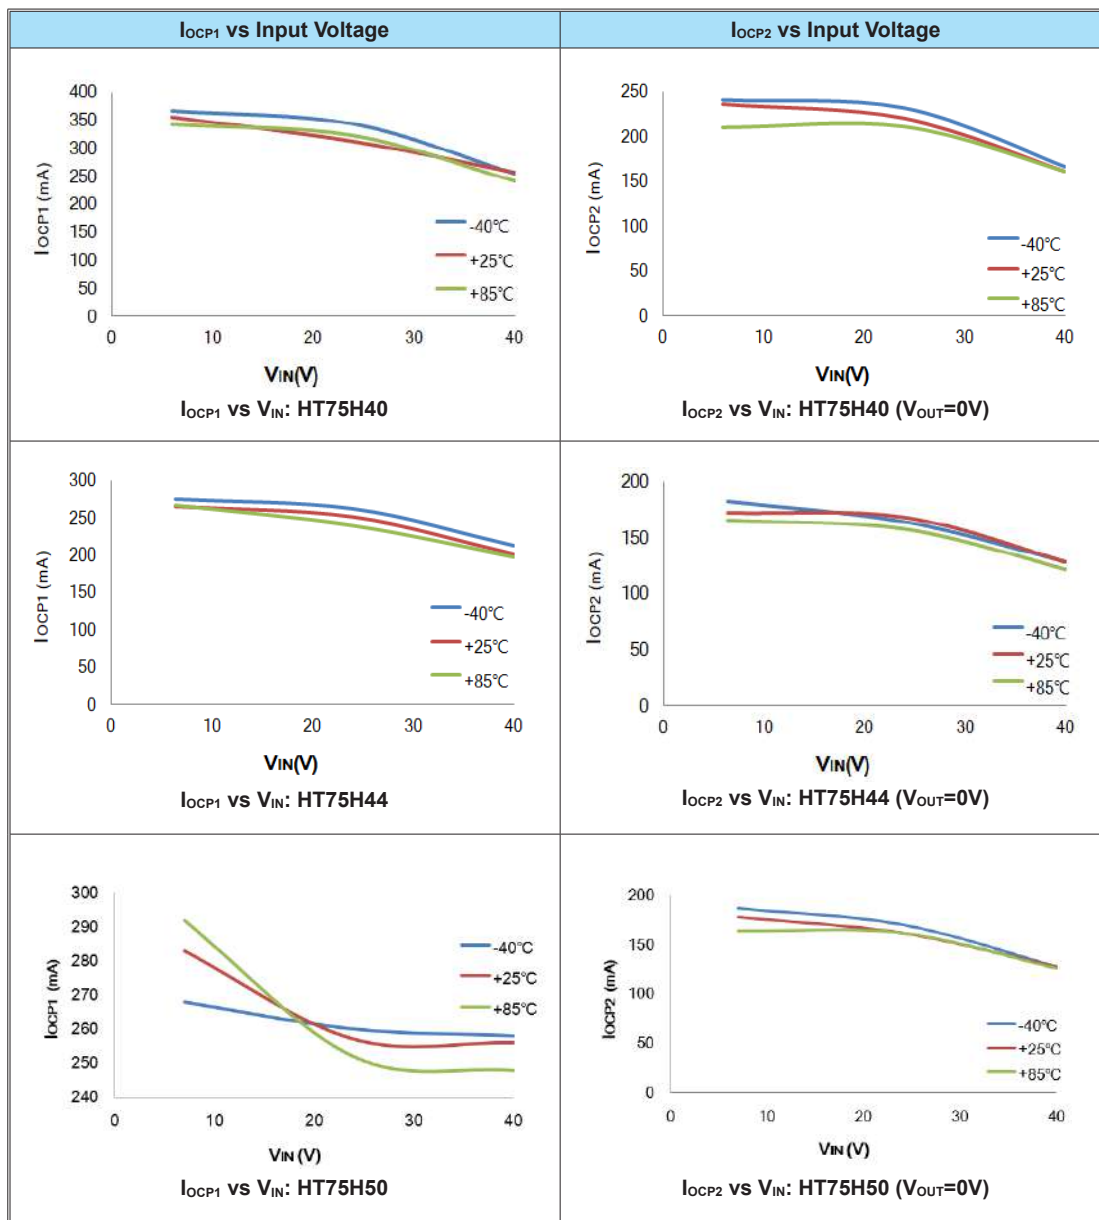 IOCP1 vs Input Voltage
IOCP2 vs Input Voltage
400
350
300
250
200
150
100
50
0
IOCP1 (mA)
-40℃
+25℃
+85℃
0 10 20 30 40
VIN(V)
IOCP1 vs VIN: HT75H40
250
200
150
100
50
0
IOCP2 (mA)
-40℃
+25℃
+85℃
0 10 20 30 40
VIN(V)
IOCP2 vs VIN: HT75H40 (VOUT=0V)
300
250
200
150
100
50
0
IOCP1 (mA)
-40℃
+25℃
+85℃
0 10 20 30 40
VIN(V)
IOCP1 vs VIN: HT75H44
200
150
100
50
0
IOCP2 (mA)
-40℃
+25℃
+85℃
0 10 20 30 40
VIN(V)
IOCP2 vs VIN: HT75H44 (VOUT=0V)
300
290
280
270
260
250
240
IOCP1 (mA)
-40℃
+25℃
+85℃
0 10 20 30 40
VIN (V)
IOCP1 vs VIN: HT75H50
200
150
100
50
0
IOCP2 (mA)
-40℃
+25℃
+85℃
0 10 20 30 40
VIN (V)
IOCP2 vs VIN: HT75H50 (VOUT=0V)